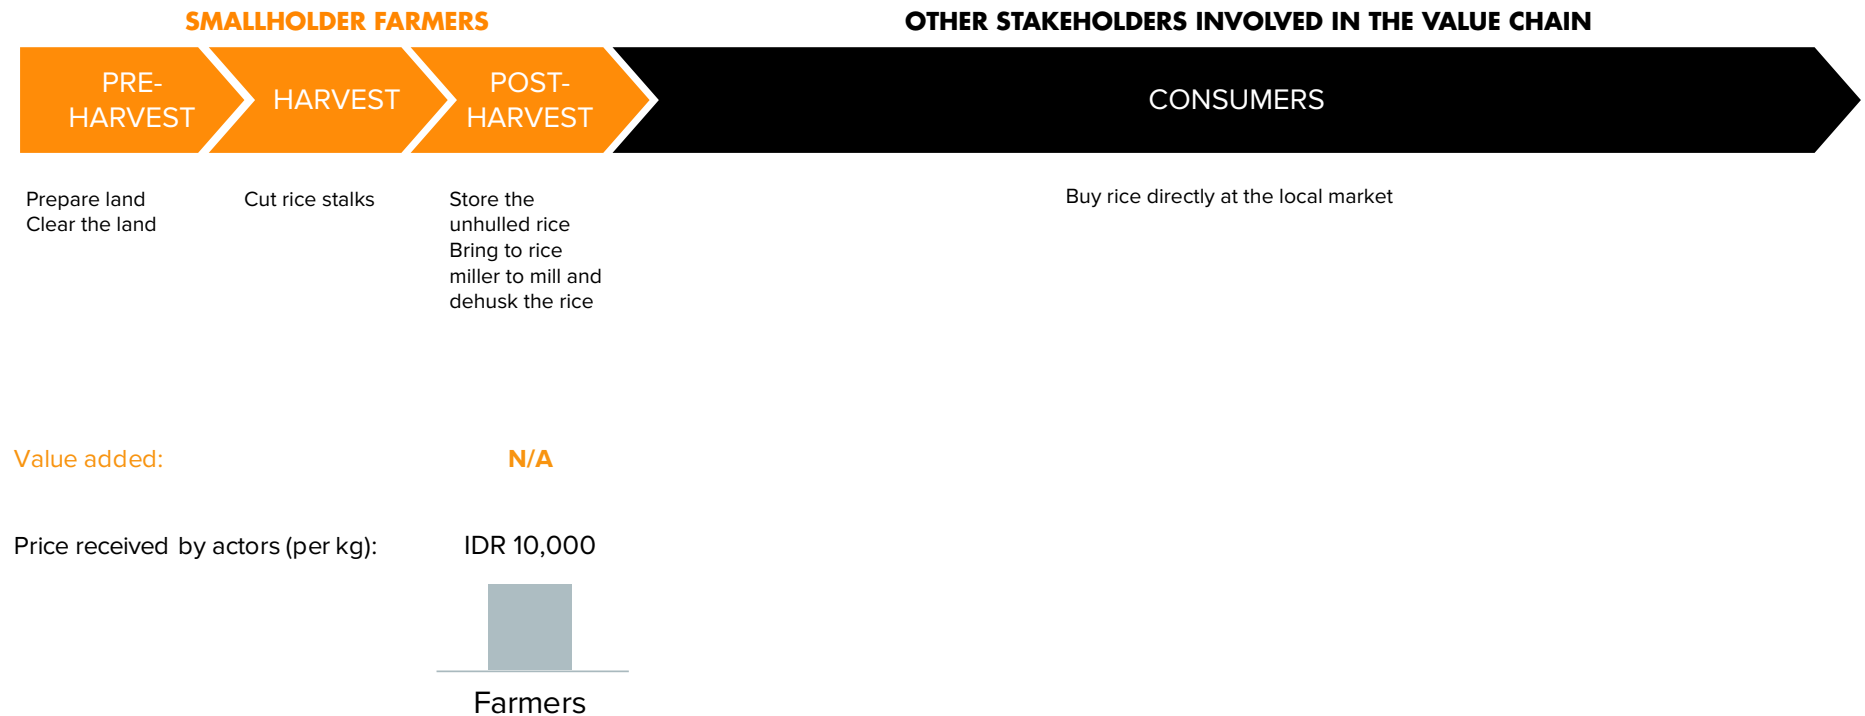 SMALLHOLDER FARMERS
OTHER STAKEHOLDERS INVOLVED IN THE VALUE CHAIN
PRE-
HARVEST
HARVEST
POST-
HARVEST
CONSUMERS
Prepare land
Clear the land
Cut rice stalks
Store the
unhulled rice
Bring to rice
miller to mill and
dehusk the rice
Buy rice directly at the local market
Value added:
N/A
Price received by actors (per kg):
IDR 10,000
Farmers